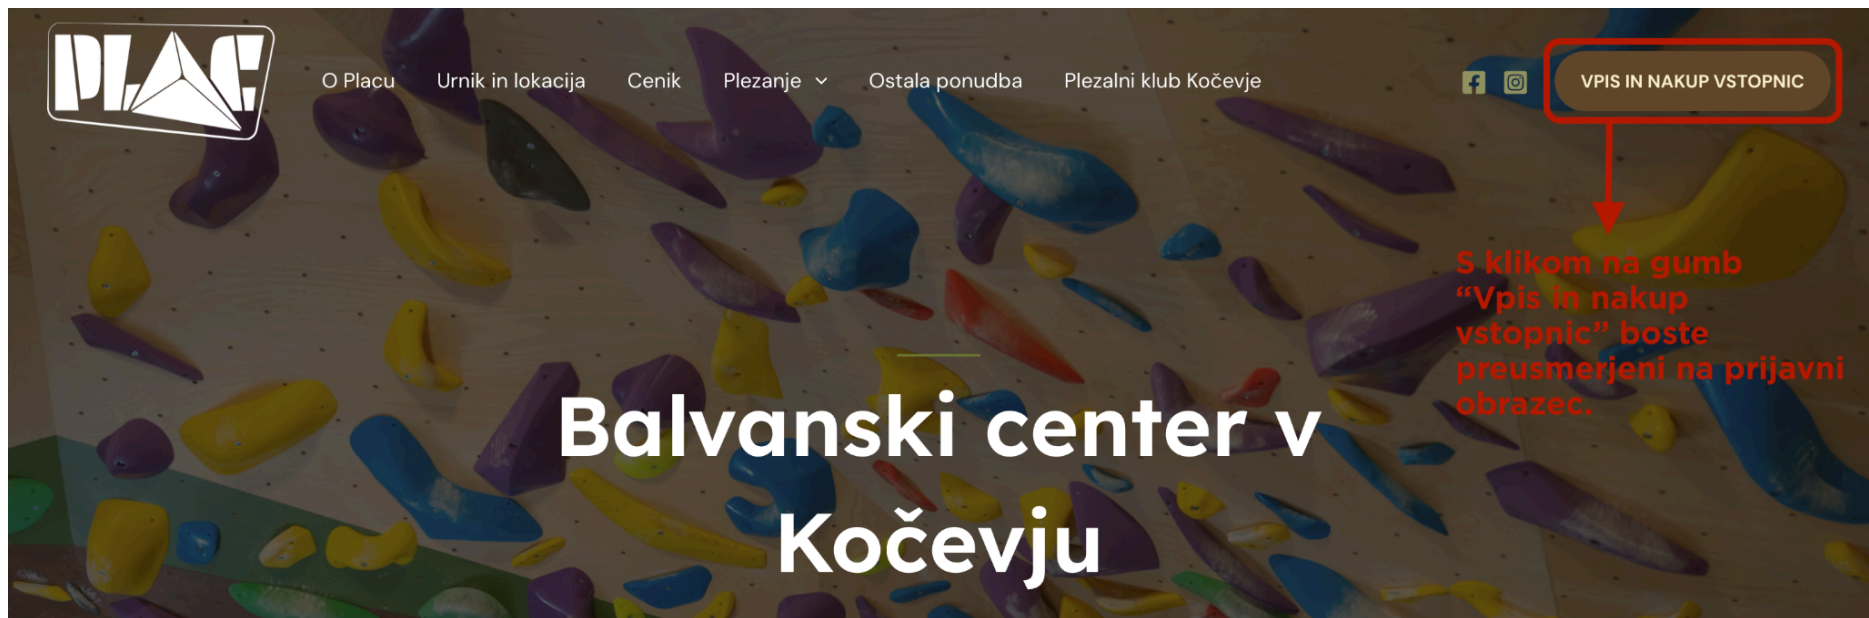 PLAC
O Placu
Urnik in lokacija
Cenik
Plezanje
Ostala ponudba
Plezalni klub Kočevje
VPIS IN NAKUP VSTOPNIC
S klikom na gumb
“Vpis in nakup
vstopnic” boste
preusmerjeni na prijavni
obrazec.
Balvanski center v
Kočevju